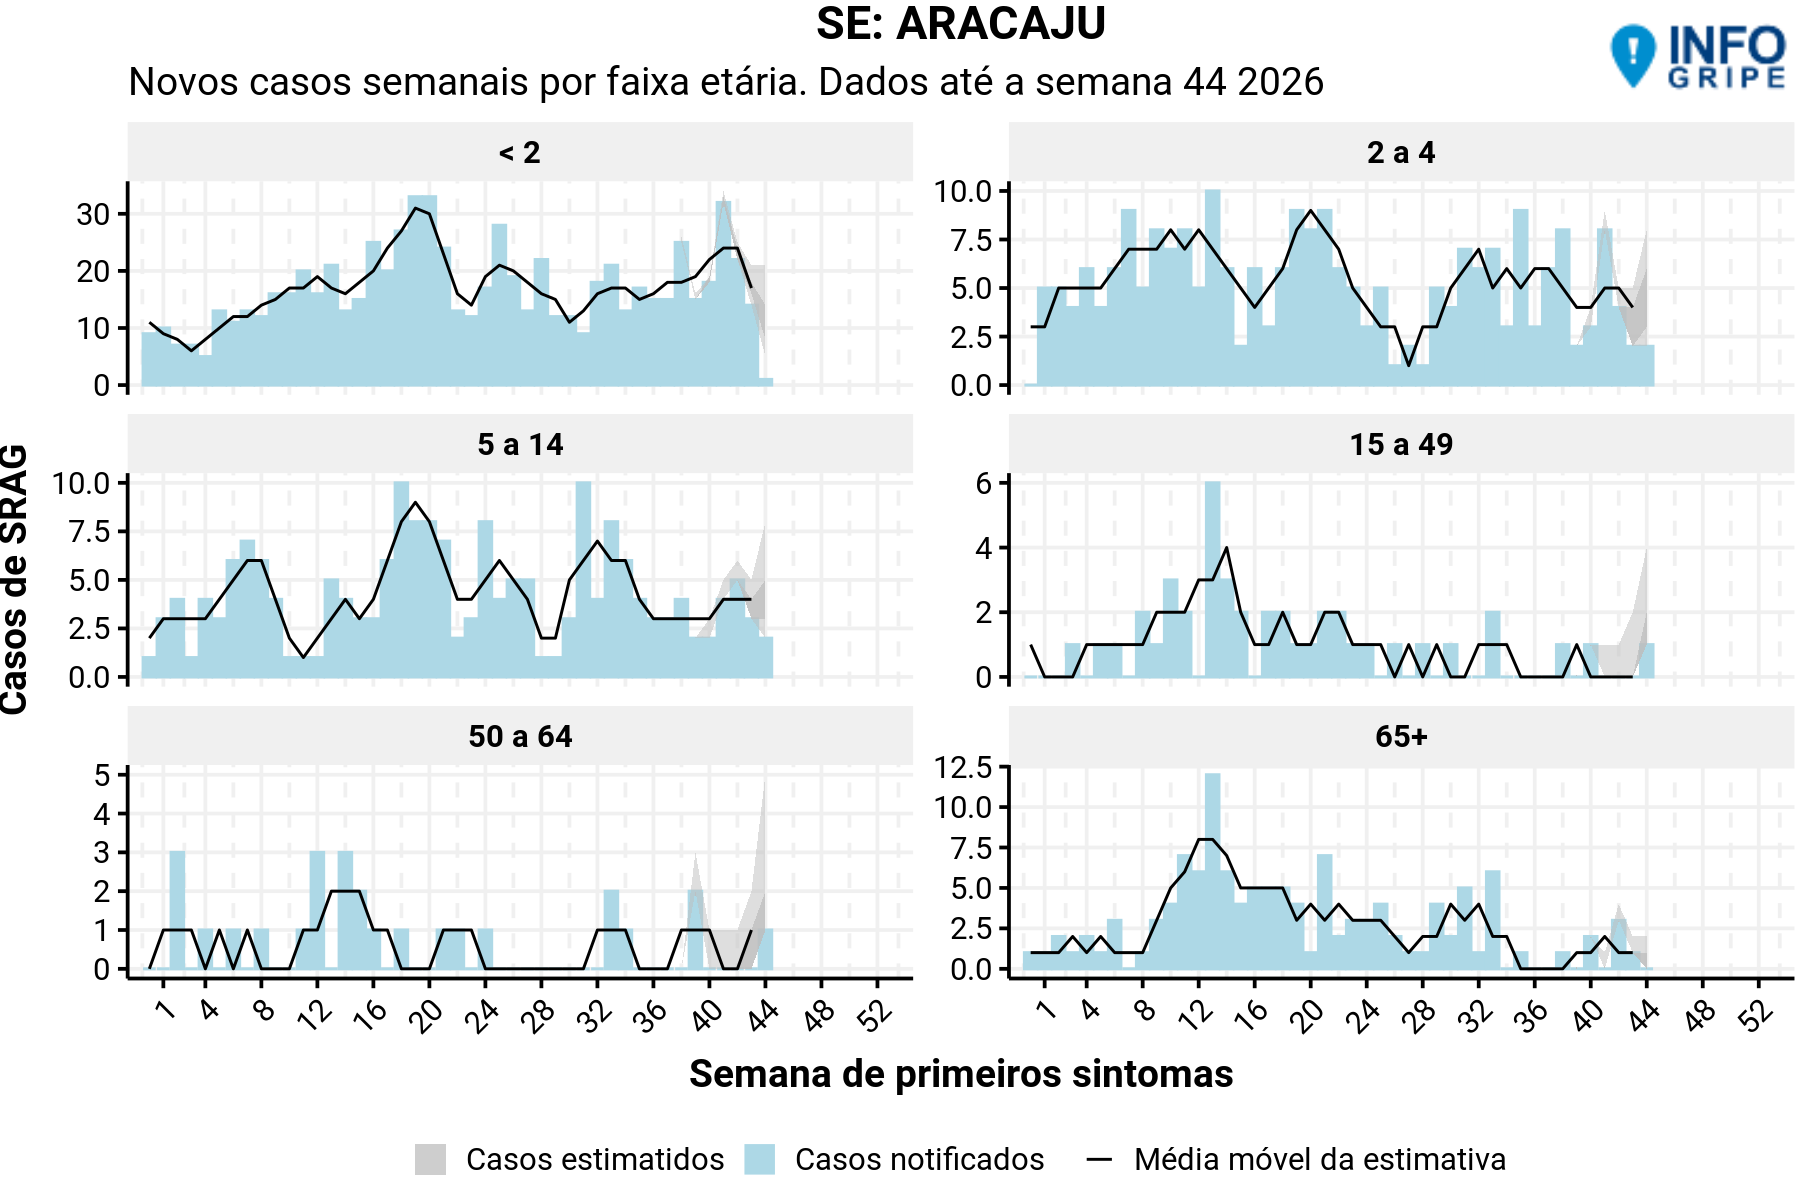 SE: ARACAJU
INFO
GRIPE
Novos casos semanais por faixa etária. Dados até a semana 44 2026
< 2
2 a 4
30
20
10
0
10.0
7.5
5.0
2.5
0.0
5 a 14
15 a 49
10.0
7.5
5.0
2.5
0.0
6
4
2
0
Casos de SRAG
50 a 64
65+
5
4
3
2
1
0
12.5
10.0
7.5
5.0
2.5
0.0
1 4 8 12 16 20 24 28 32 36 40 44 48 52
1 4 8 12 16 20 24 28 32 36 40 44 48 52
Semana de primeiros sintomas
Casos estimatidos Casos notificados Média móvel da estimativa